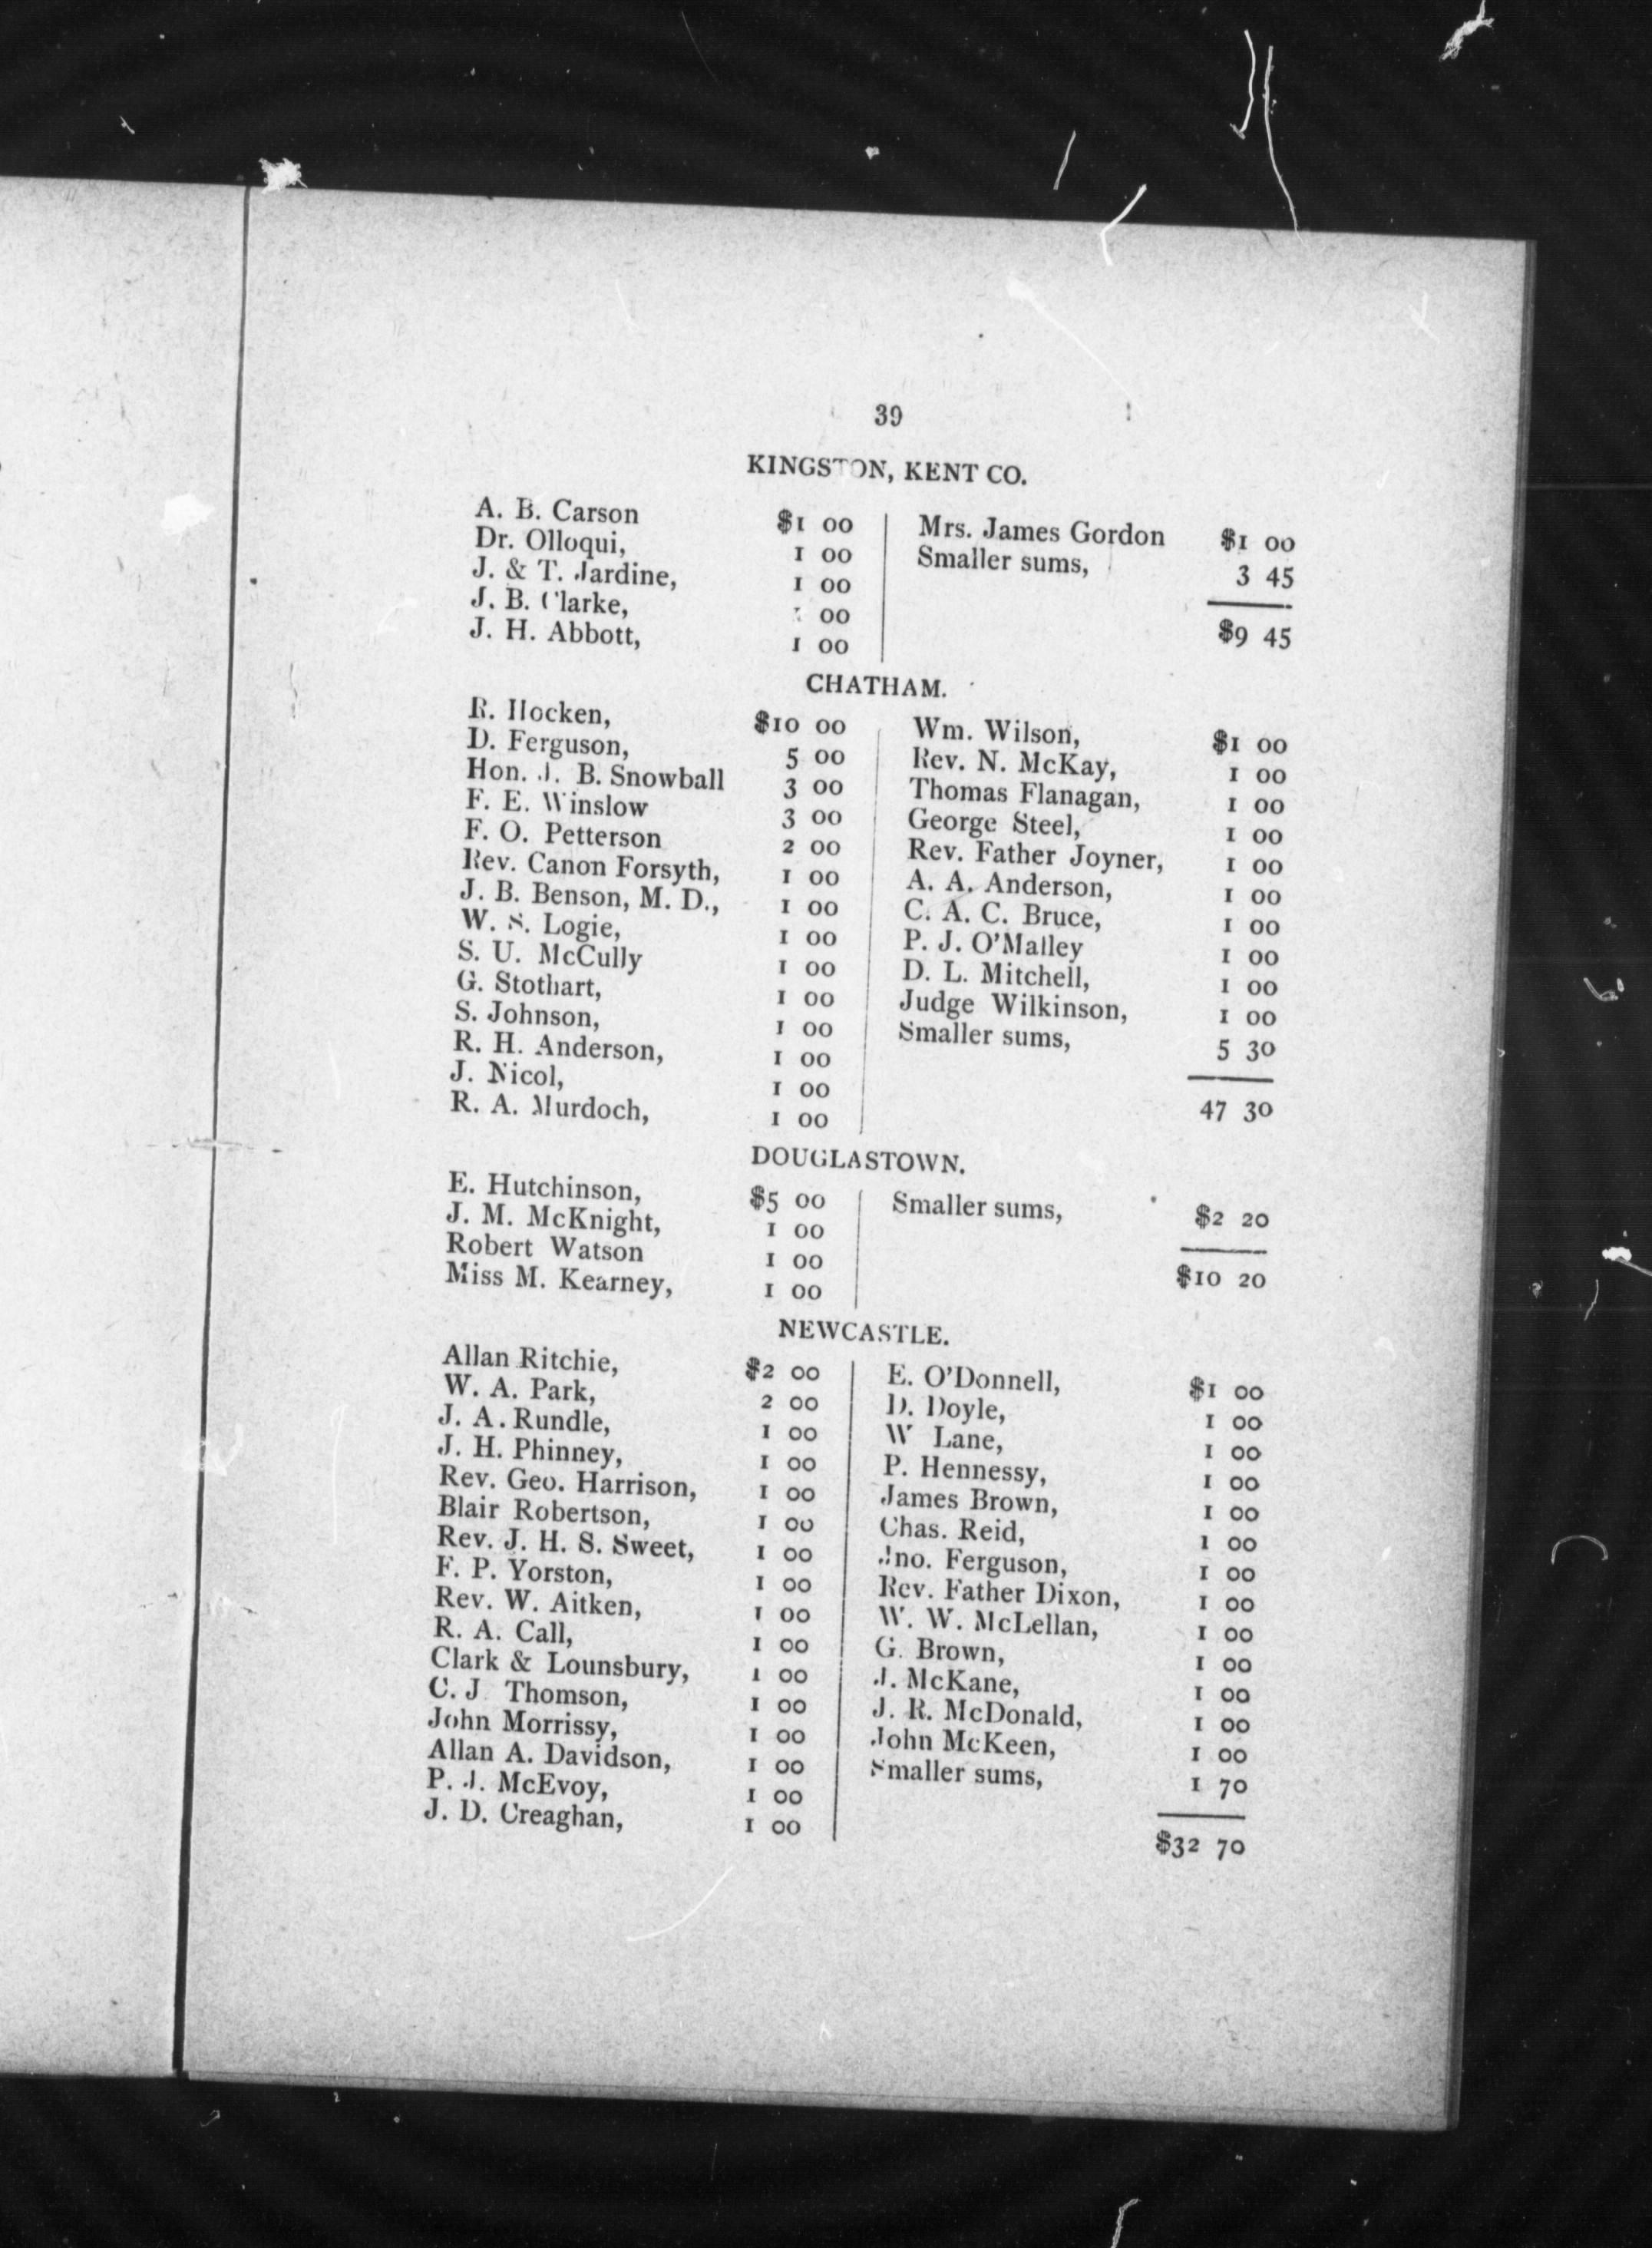 39
KINGSTON, KENT CO.
A. B. Carson $1 00
Dr. Olloqui, 1 00
J. & T. Jardine, 1 00
J. B. Clarke, 1 00
J. H. Abbott, 1 00
Mrs. James Gordon $1 00
Smaller sums, 3 45
$9 45
CHATHAM.
R. Hocken, $10 00
D. Ferguson, 5 00
Hon. J. B. Snowball 3 00
F. E. Winslow 3 00
F. O. Petterson 2 00
Rev. Canon Forsyth, 1 00
J. B. Benson, M. D., 1 00
W. S. Logie, 1 00
S. U. McCully 1 00
G. Stothart, 1 00
S. Johnson, 1 00
R. H. Anderson, 1 00
J. Nicol, 1 00
R. A. Murdoch, 1 00
Wm. Wilson, $1 00
Rev. N. McKay, 1 00
Thomas Flanagan, 1 00
George Steel, 1 00
Rev. Father Joyner, 1 00
A. A. Anderson, 1 00
C. A. C. Bruce, 1 00
P. J. O'Malley 1 00
D. L. Mitchell, 1 00
Judge Wilkinson, 1 00
Smaller sums, 5 30
47 30
DOUGLASTOWN.
E. Hutchinson, $5 00
J. M. McKnight, 1 00
Robert Watson 1 00
Miss M. Kearney, 1 00
Smaller sums, $2 20
$10 20
NEWCASTLE.
Allan Ritchie, $2 00
W. A. Park, 2 00
J. A. Rundle, 1 00
J. H. Phinney, 1 00
Rev. Geo. Harrison, 1 00
Blair Robertson, 1 00
Rev. J. H. S. Sweet, 1 00
F. P. Yorston, 1 00
Rev. W. Aitken, 1 00
R. A. Call, 1 00
Clark & Lounsbury, 1 00
C. J Thomson, 1 00
John Morrissy, 1 00
Allan A. Davidson, 1 00
P. J. McEvoy, 1 00
J. D. Creaghan, 1 00
E. O'Donnell, $1 00
D. Doyle, 1 00
W Lane, 1 00
P. Hennessy, 1 00
James Brown, 1 00
Chas. Reid, 1 00
Jno. Ferguson, 1 00
Rev. Father Dixon, 1 00
W. W. McLellan, 1 00
G. Brown, 1 00
J. McKane, 1 00
J. R. McDonald, 1 00
John McKeen, 1 00
Smaller sums, 1 70
$32 70